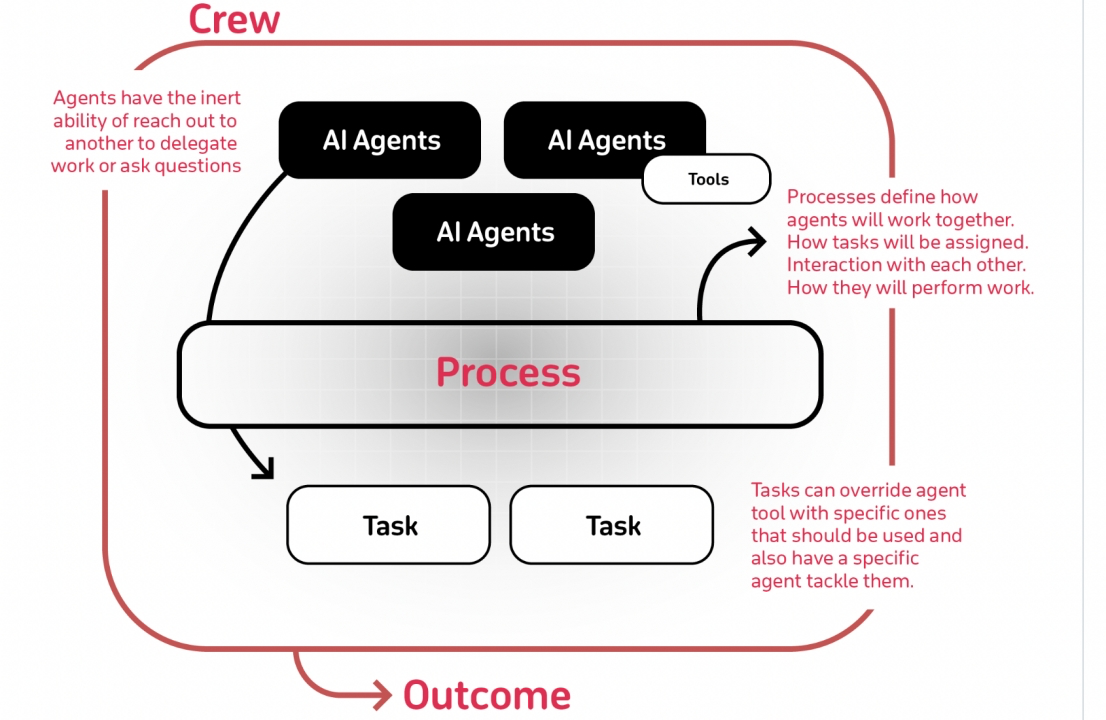 Crew
Agents have the inert
ability of reach out to
another to delegate
work or ask questions
AI Agents
AI Agents
Tools
AI Agents
Processes define how
agents will work together.
How tasks will be assigned.
Interaction with each other.
How they will perform work.
Process
Task
Task
Tasks can override agent
tool with specific ones
that should be used and
also have a specific
agent tackle them.
Outcome